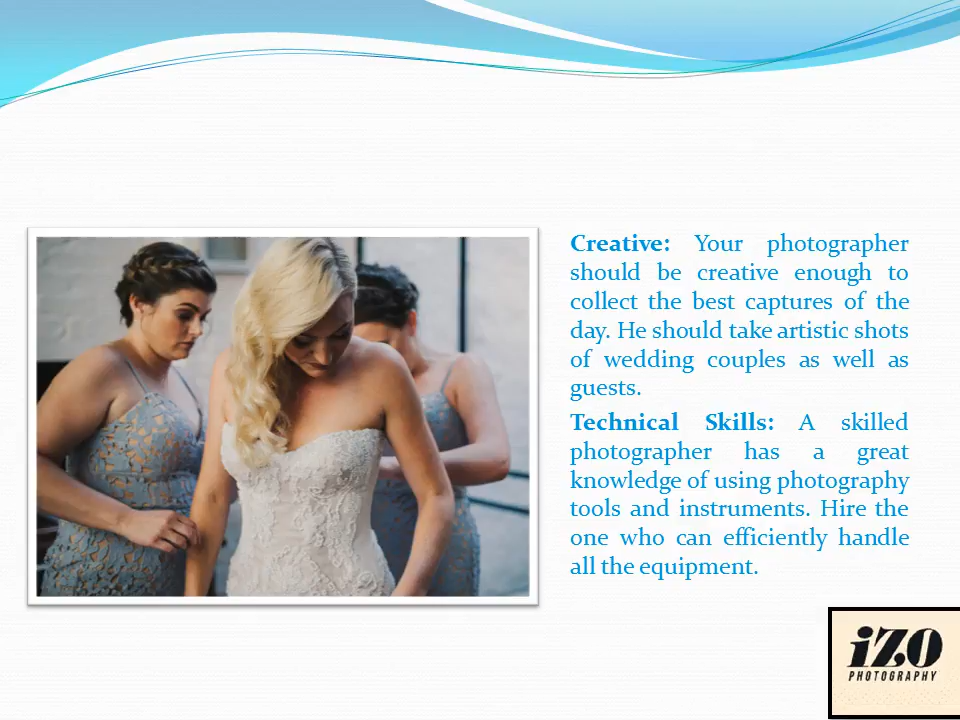 Creative: Your photographer
should be creative enough to
collect the best captures of the
day. He should take artistic shots
of wedding couples as well as
guests.
Technical Skills: A skilled
photographer has a great
knowledge of using photography
tools and instruments. Hire the
one who can efficiently handle
all the equipment.
iZO
PHOTOGRAPHY